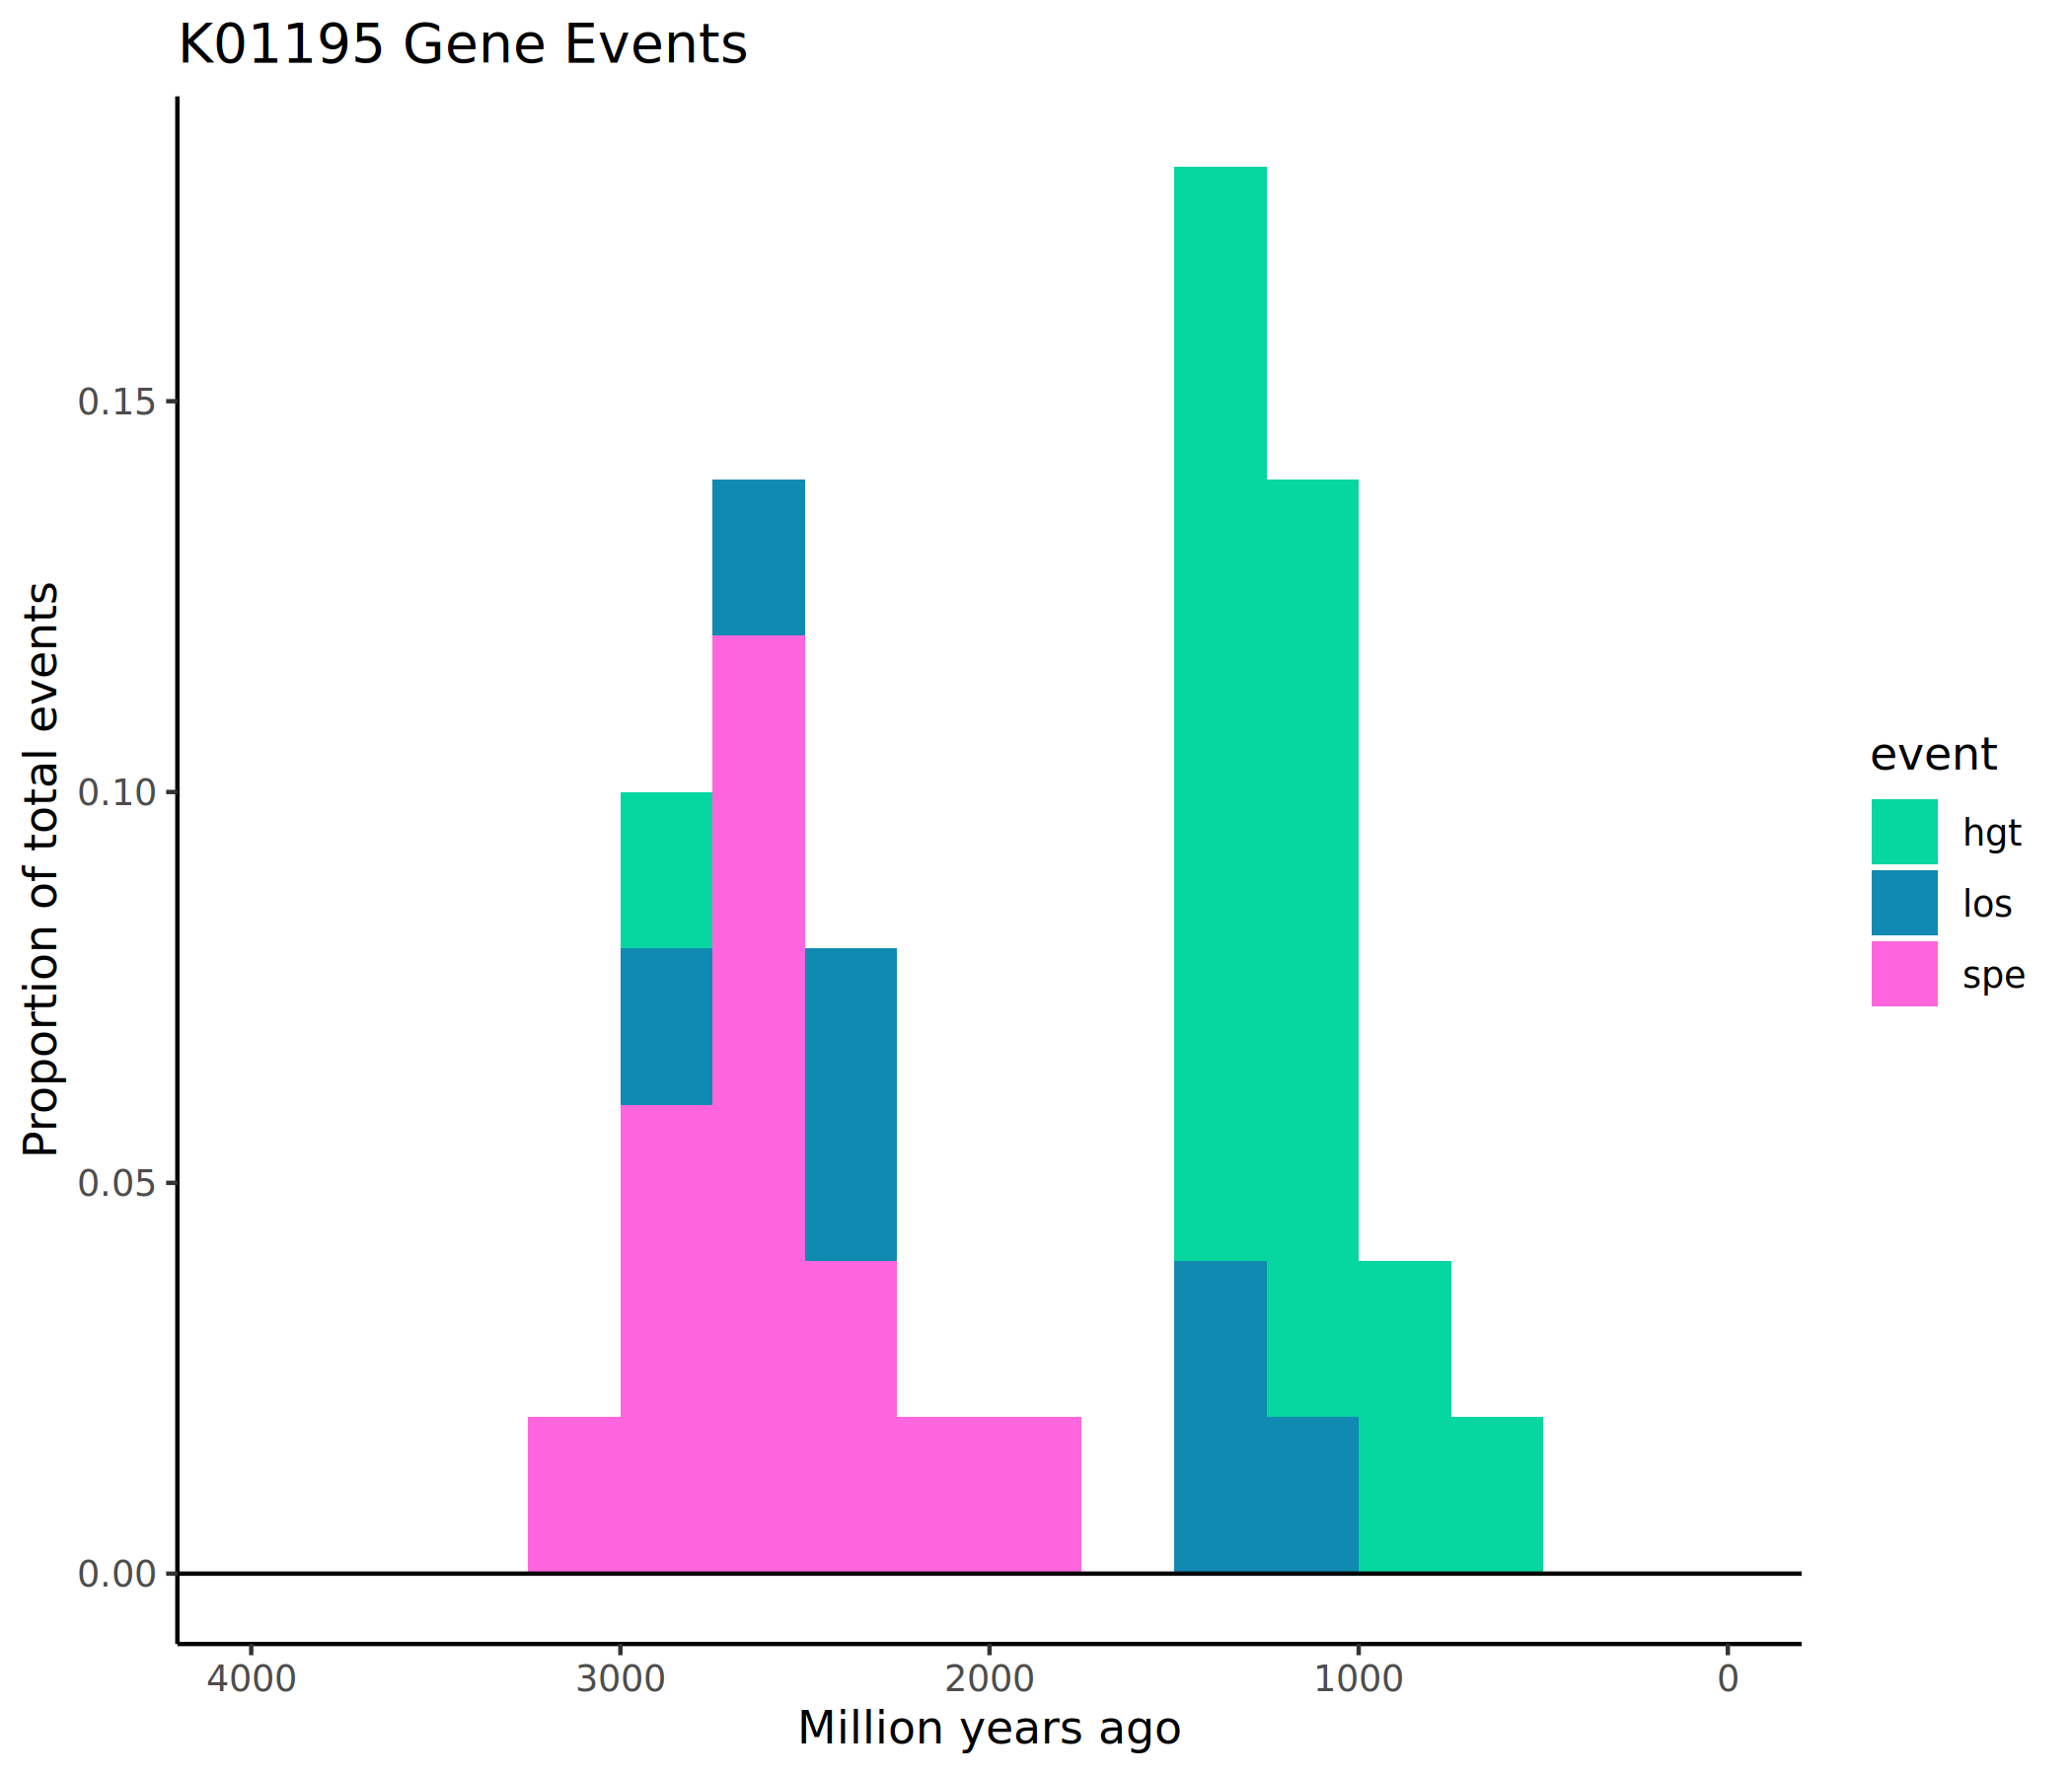 K01195 Gene Events
Proportion of total events
0.15
0.10
0.05
0.00
4000 3000 2000 1000 0
Million years ago
event
hgt
los
spe